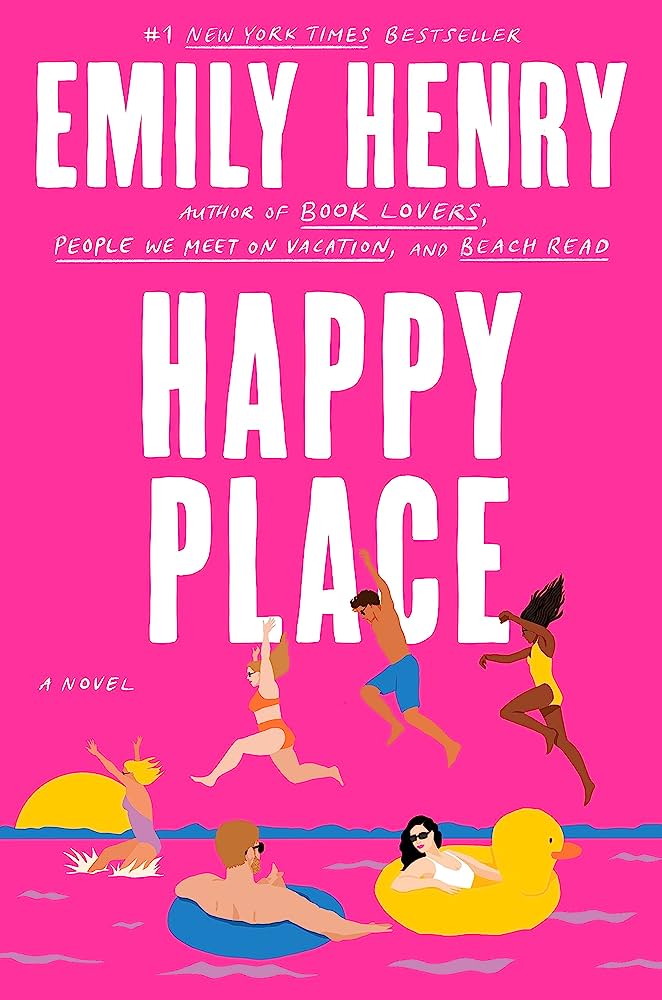 #1 NEW YORK TIMES BESTSELLER
EMILY HENRY
AUTHOR OF BOOK LOVERS,
PEOPLE WE MEET ON VACATION, AND BEACH READ
HAPPY
PLACE
A NOVEL